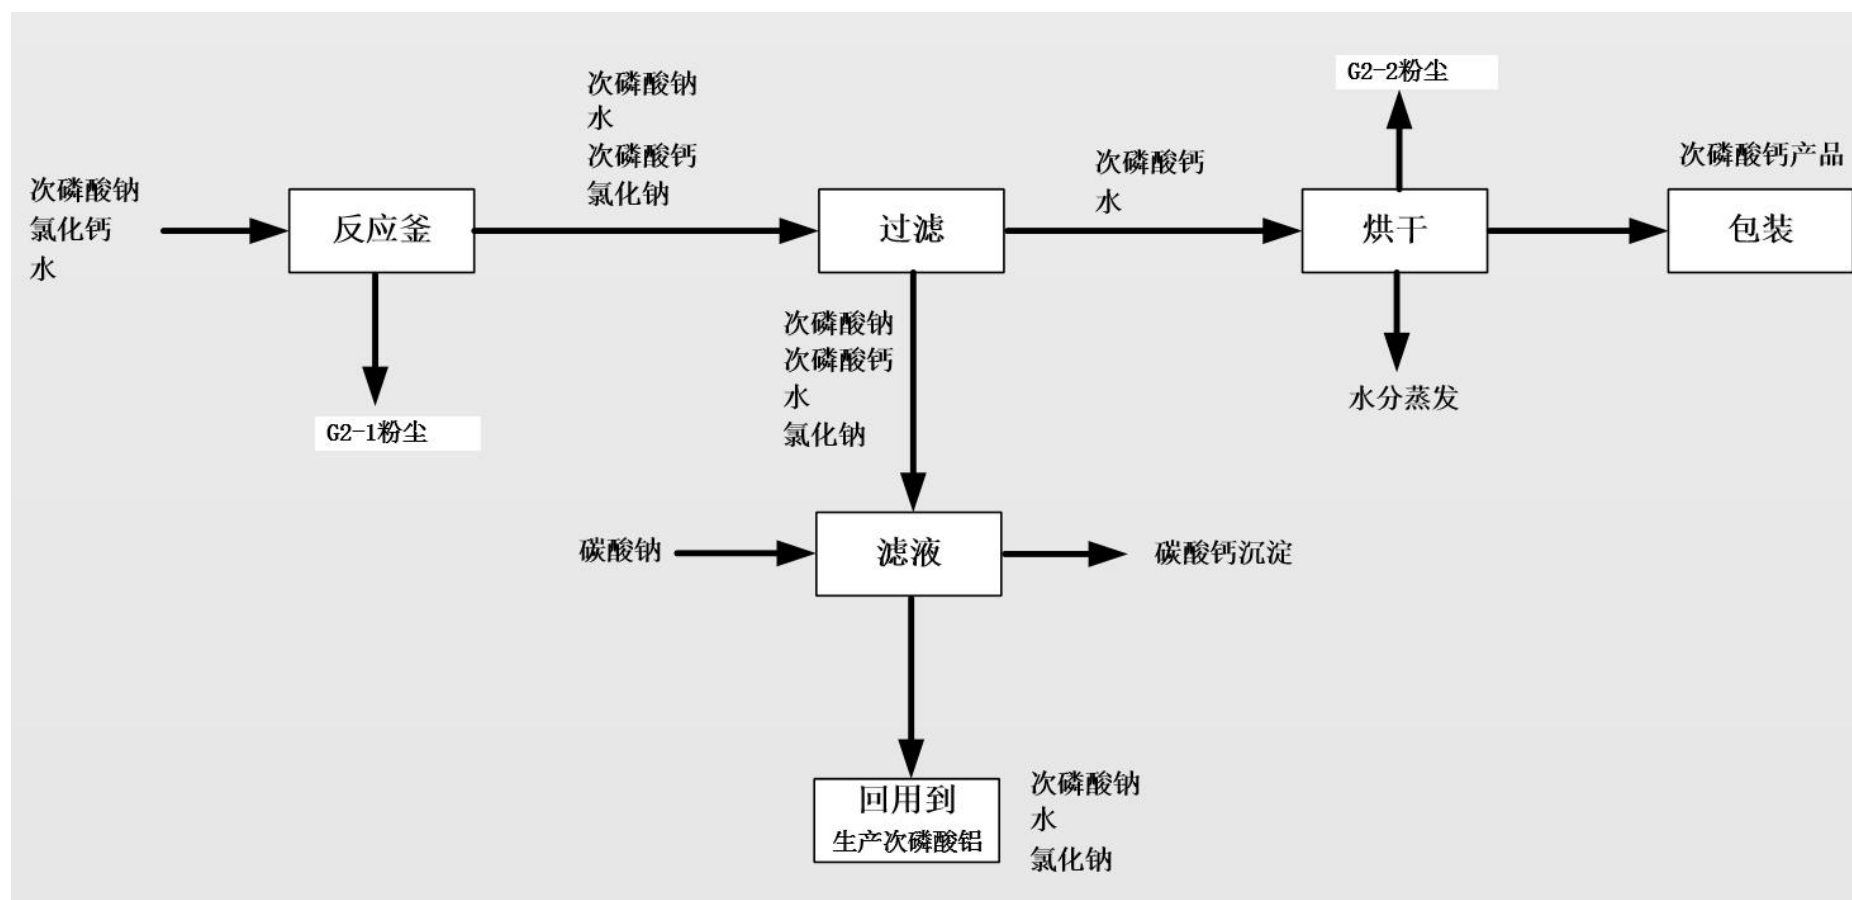 G2-2粉尘
次磷酸钠
水
次磷酸钙
氯化钠
次磷酸钙
水
次磷酸钙产品
次磷酸钠
氯化钙
水
反应釜
过滤
烘干
包装
G2-1粉尘
次磷酸钠
次磷酸钙
水
氯化钠
水分蒸发
碳酸钠
滤液
碳酸钙沉淀
回用到
生产次磷酸铝
次磷酸钠
水
氯化钠